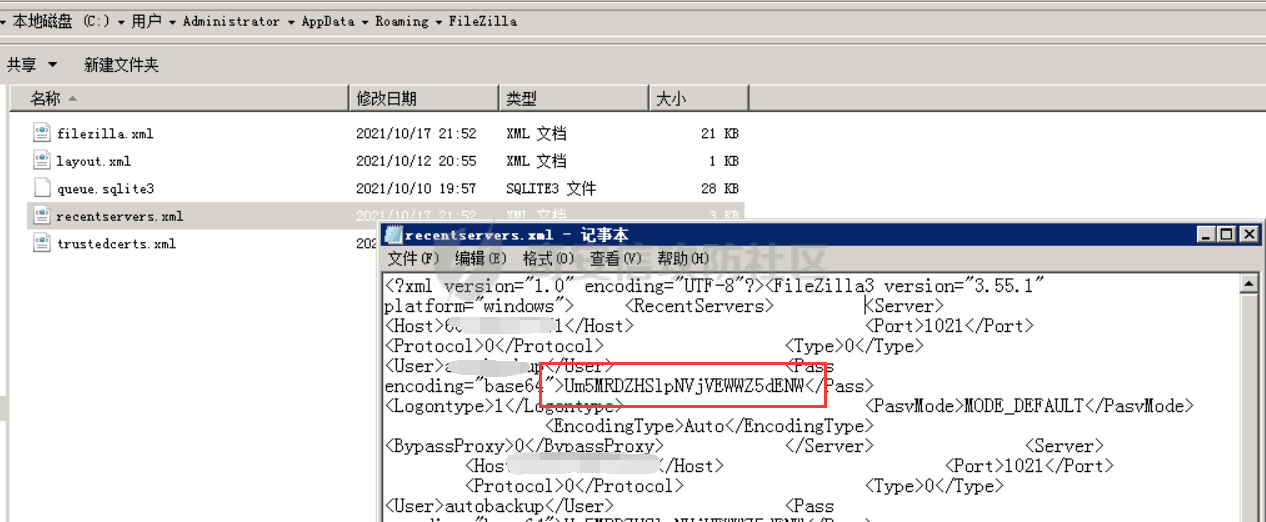 本地磁盘 (C:) 用户 Administrator AppData Roaming FileZilla
共享 新建文件夹
名称 修改日期 类型 大小
filezilla.xml 2021/10/17 21:52 XML 文档 21 KB
layout.xml 2021/10/12 20:55 XML 文档 1 KB
queue.sqlite3 2021/10/10 19:57 SQLITE3 文件 28 KB
recentservers.xml 2021/10/17 21:52 XML 文档 3 KB
trustedcerts.xml 202
recentservers.xml - 记事本
文件(F) 编辑(E) 格式(O) 查看(V) 帮助(H)
奇安信攻防社区
<?xml version="1.0" encoding="UTF-8"?><FileZilla3 version="3.55.1"
platform="windows"> <RecentServers> <Server>
<Host>6 1</Host> <Port>1021</Port>
<Protocol>0</Protocol> <Type>0</Type>
<User>a up</User> <Pass
encoding="base64">Um5MRDZHSlpNVjVEWWZ5dENW</Pass>
<Logontype>1</Logontype> <PasvMode>MODE_DEFAULT</PasvMode>
<EncodingType>Auto</EncodingType>
<BypassProxy>0</BypassProxy> </Server> <Server>
<Host </Host> <Port>1021</Port>
<Protocol>0</Protocol> <Type>0</Type>
<User>autobackup</User> <Pass